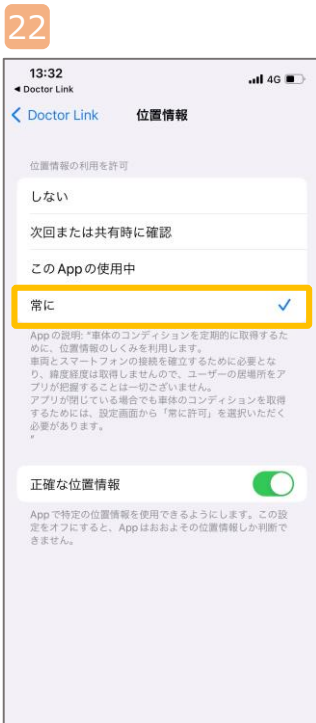 22
13:32
4G
◀ Doctor Link
Doctor Link 位置情報
位置情報の利用を許可
しない
次回または共有時に確認
このAppの使用中
常に
Appの説明: “車体のコンディションを定期的に取得するた
めに、位置情報のしくみを利用します。
車両とスマートフォンの接続を確立するために必要とな
り、緯度経度は取得しませんので、ユーザーの居場所をア
プリが把握することは一切ございません。
アプリが閉じている場合でも車体のコンディションを取得
するためには、設定画面から「常に許可」を選択いただく
必要があります。
”
正確な位置情報
Appで特定の位置情報を使用できるようにします。この設
定をオフにすると、Appはおおよその位置情報しか判断で
きません。